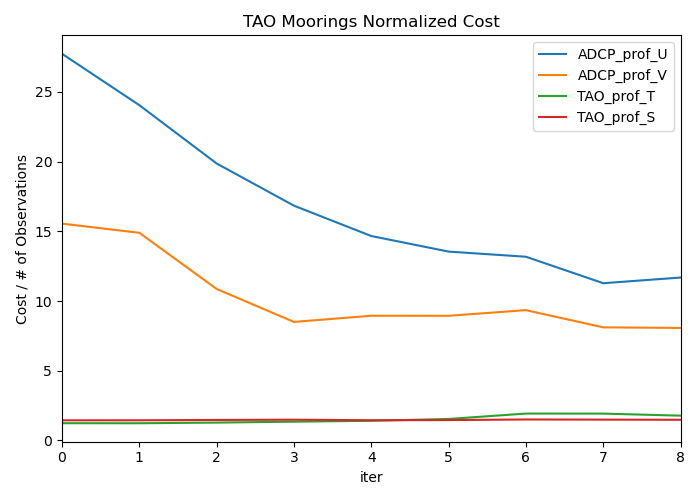 TAO Moorings Normalized Cost
ADCP_prof_U
ADCP_prof_V
TAO_prof_T
TAO_prof_S
Cost / # of Observations
25
20
15
10
5
0
0 1 2 3 4 5 6 7 8
iter